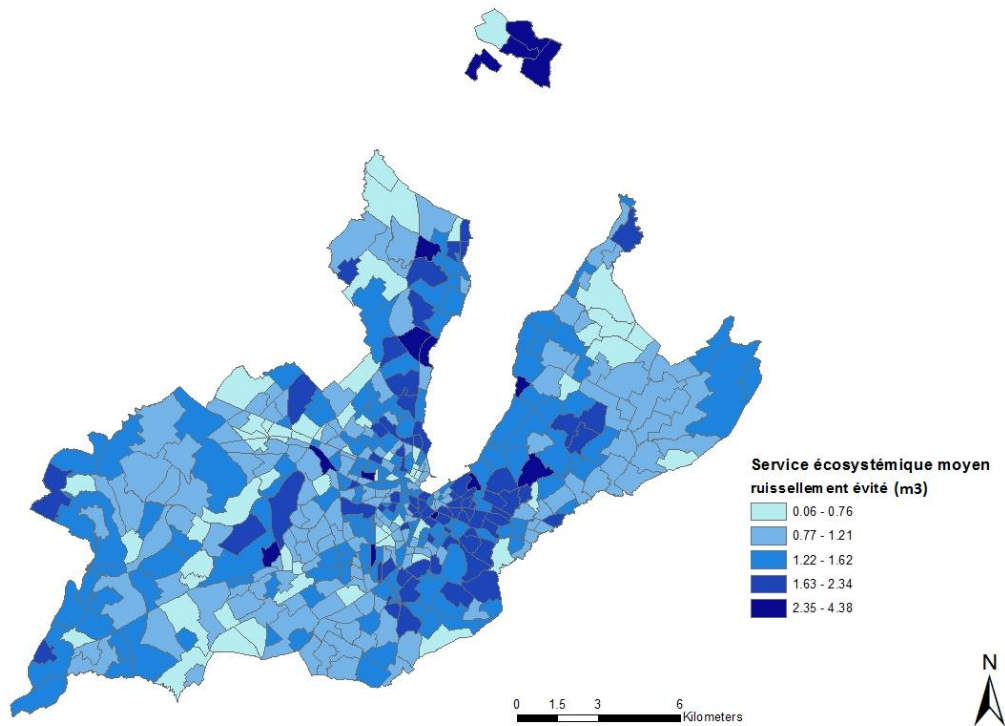 Service écosystémique moyen
ruissellement évité (m3)
0.06 - 0.76
0.77 - 1.21
1.22 - 1.62
1.63 - 2.34
2.35 - 4.38
N
0 1.5 3 6
Kilometers